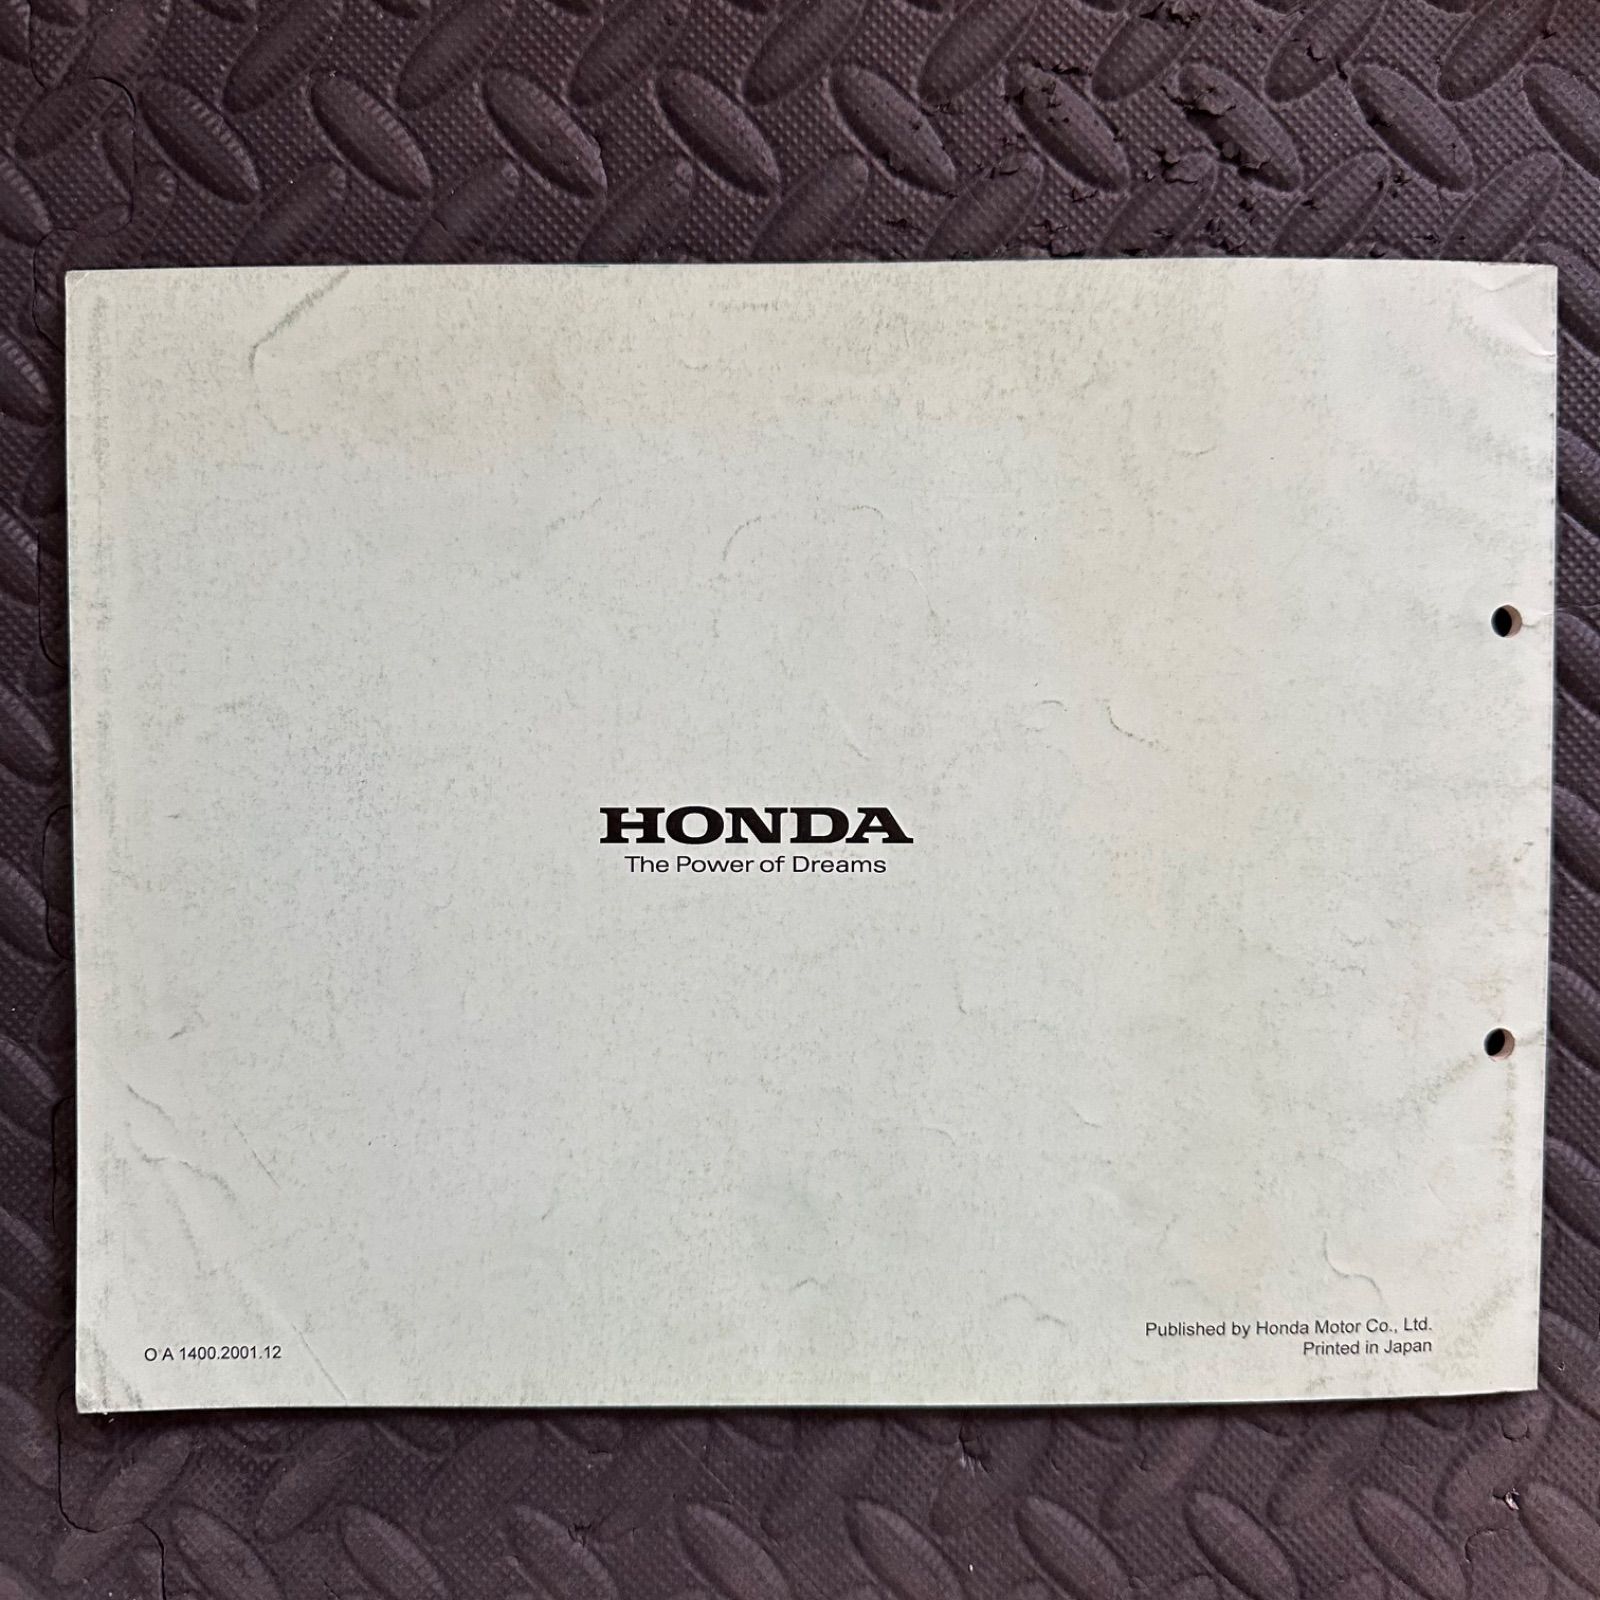 HONDA
The Power of Dreams
O A 1400.2001.12
Published by Honda Motor Co., Ltd.
Printed in Japan